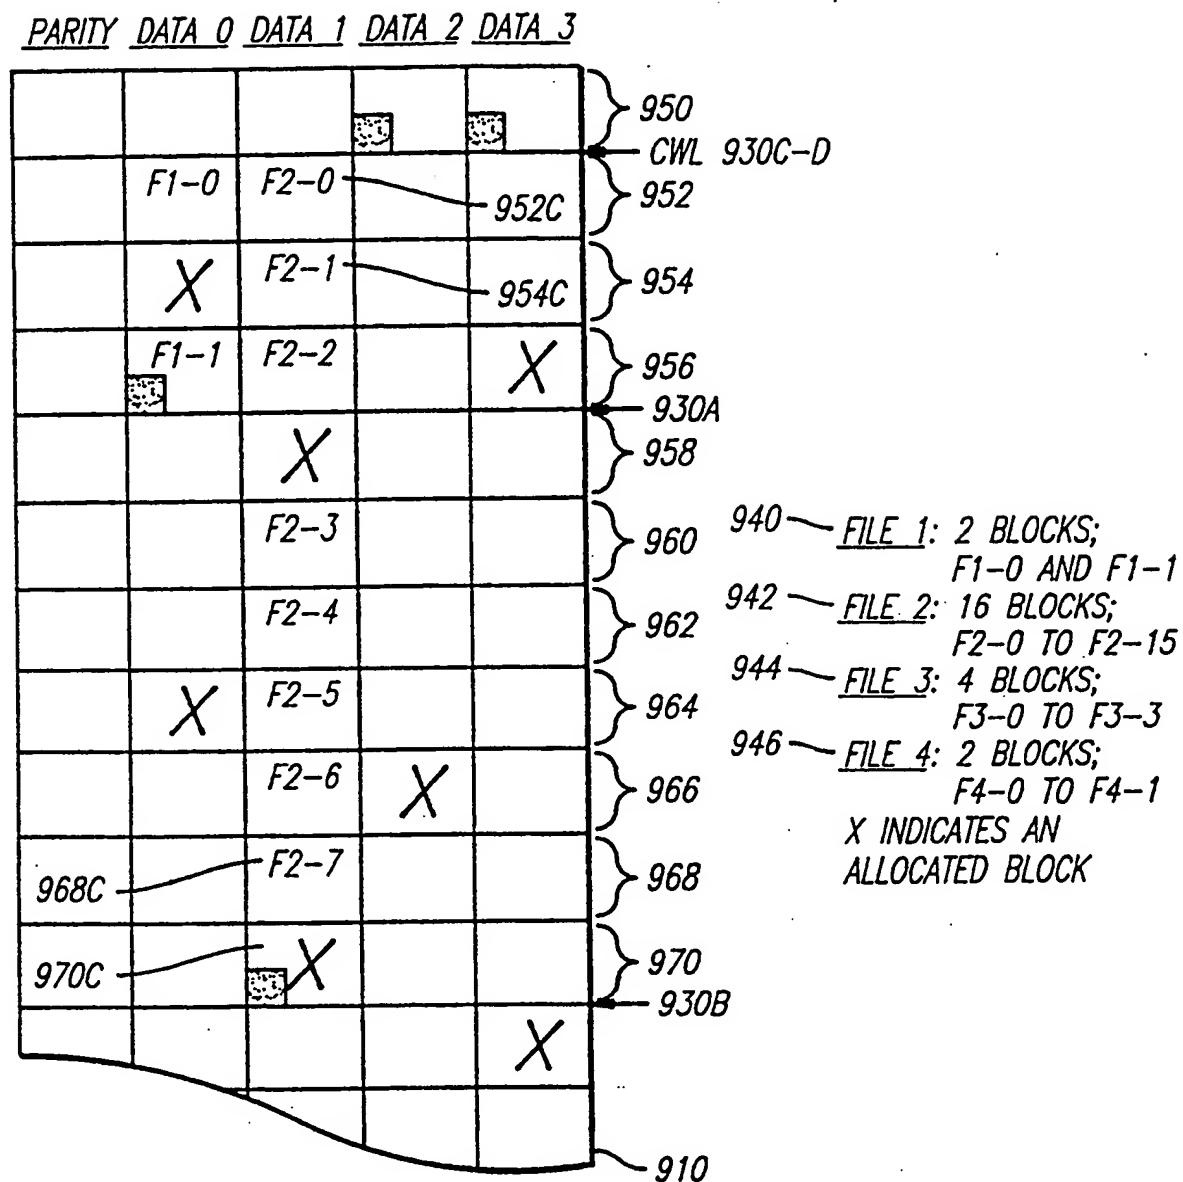 PARITY DATA 0 DATA 1 DATA 2 DATA 3
950
CWL 930C-D
F1-0 F2-0 952
952C
X F2-1 954
954C
F1-1 F2-2 X 956
930A
X 958
F2-3 960
F2-4 962
X F2-5 964
F2-6 X 966
F2-7 968
968C
X 970
970C
930B
X
910
940 FILE 1: 2 BLOCKS;
F1-0 AND F1-1
942 FILE 2: 16 BLOCKS;
F2-0 TO F2-15
944 FILE 3: 4 BLOCKS;
F3-0 TO F3-3
946 FILE 4: 2 BLOCKS;
F4-0 TO F4-1
X INDICATES AN
ALLOCATED BLOCK